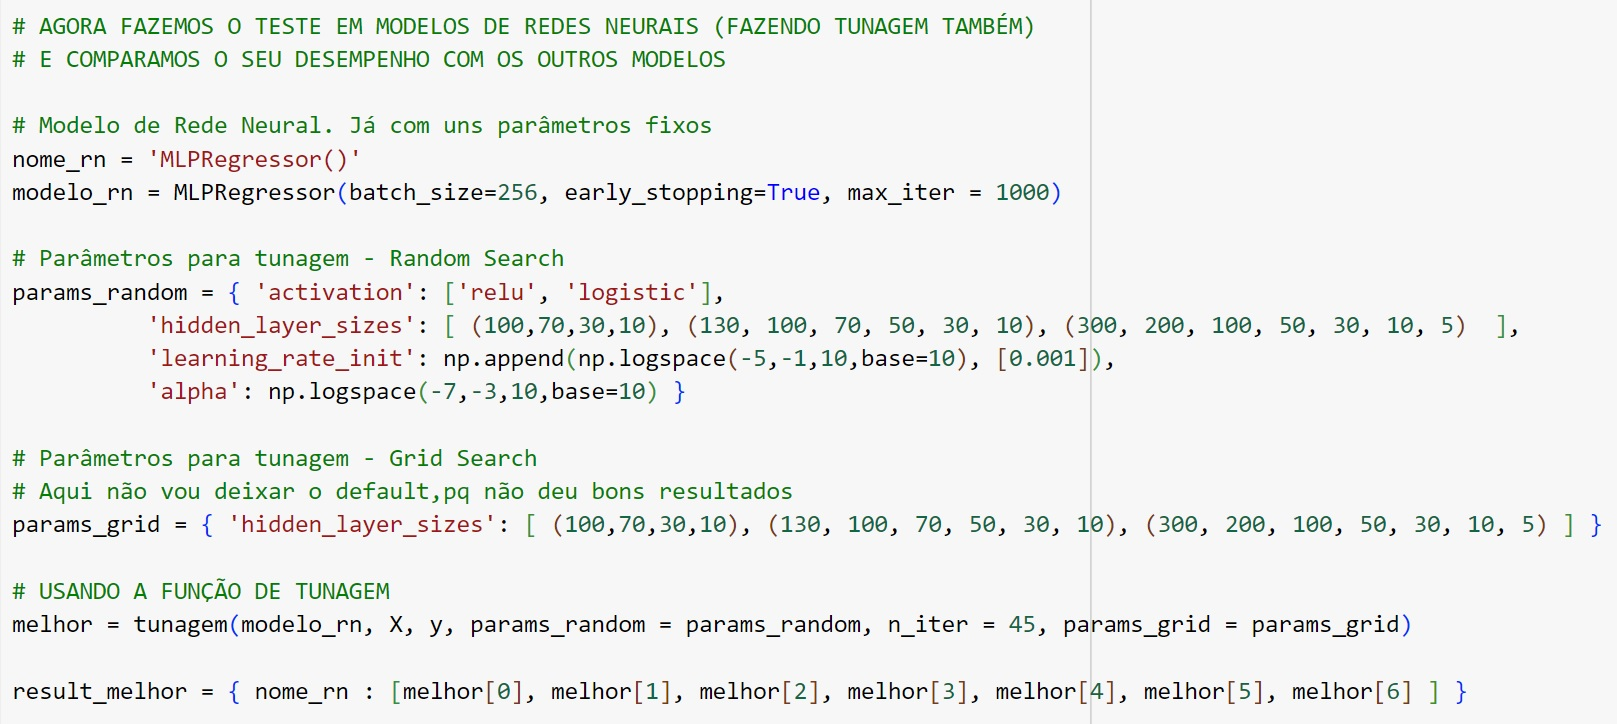 # AGORA FAZEMOS O TESTE EM MODELOS DE REDES NEURAIS (FAZENDO TUNAGEM TAMBÉM)
# E COMPARAMOS O SEU DESEMPENHO COM OS OUTROS MODELOS
# Modelo de Rede Neural. Já com uns parâmetros fixos
nome_rn = 'MLPRegressor()'
modelo_rn = MLPRegressor(batch_size=256, early_stopping=True, max_iter = 1000)
# Parâmetros para tunagem - Random Search
params_random = { 'activation': ['relu', 'logistic'],
'hidden_layer_sizes': [ (100,70,30,10), (130, 100, 70, 50, 30, 10), (300, 200, 100, 50, 30, 10, 5)  ],
'learning_rate_init': np.append(np.logspace(-5,-1,10,base=10), [0.001]),
'alpha': np.logspace(-7,-3,10,base=10) }
# Parâmetros para tunagem - Grid Search
# Aqui não vou deixar o default,pq não deu bons resultados
params_grid = { 'hidden_layer_sizes': [ (100,70,30,10), (130, 100, 70, 50, 30, 10), (300, 200, 100, 50, 30, 10, 5) ] }
# USANDO A FUNÇÃO DE TUNAGEM
melhor = tunagem(modelo_rn, X, y, params_random = params_random, n_iter = 45, params_grid = params_grid)
result_melhor = { nome_rn : [melhor[0], melhor[1], melhor[2], melhor[3], melhor[4], melhor[5], melhor[6] ] }